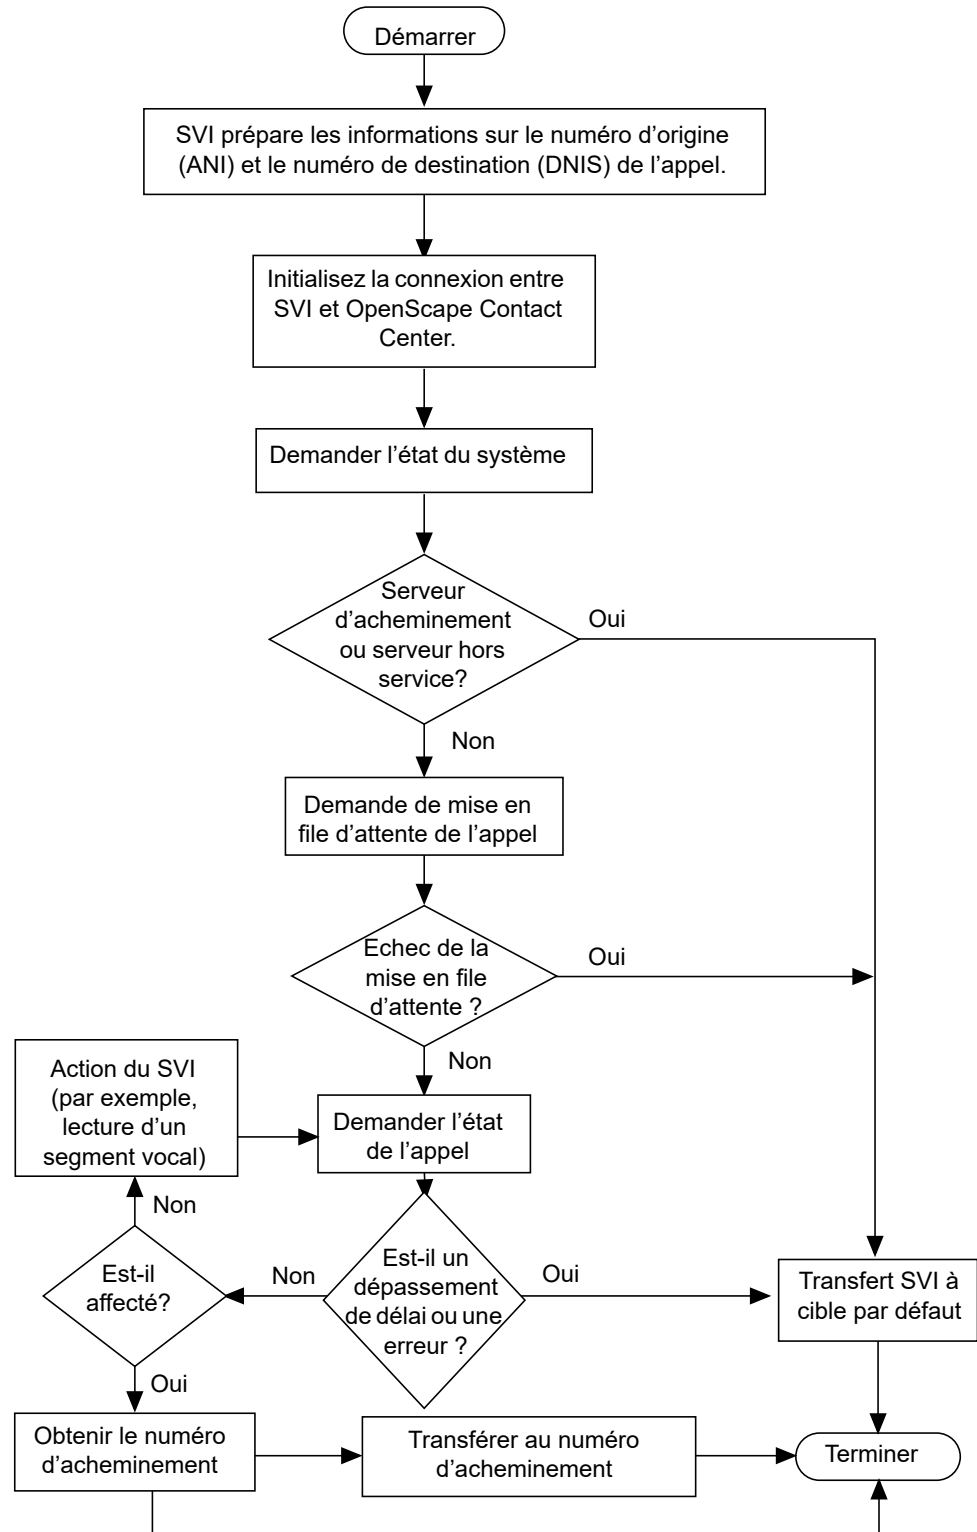 Démarrer
SVI prépare les informations sur le numéro d’origine
(ANI) et le numéro de destination (DNIS) de l’appel.
Initialisez la connexion entre
SVI et OpenScape Contact
Center.
Demander l’état du système
Serveur
d’acheminement
ou serveur hors
service?
Oui
Non
Demande de mise en
file d’attente de l’appel
Echec de la
mise en file
d’attente ?
Oui
Non
Action du SVI
(par exemple,
lecture d’un
segment vocal)
Demander l’état
de l’appel
Non
Est-il
affecté?
Non
Est-il un
dépassement
de délai ou une
erreur ?
Oui
Transfert SVI à
cible par défaut
Oui
Obtenir le numéro
d’acheminement
Transférer au numéro
d’acheminement
Terminer